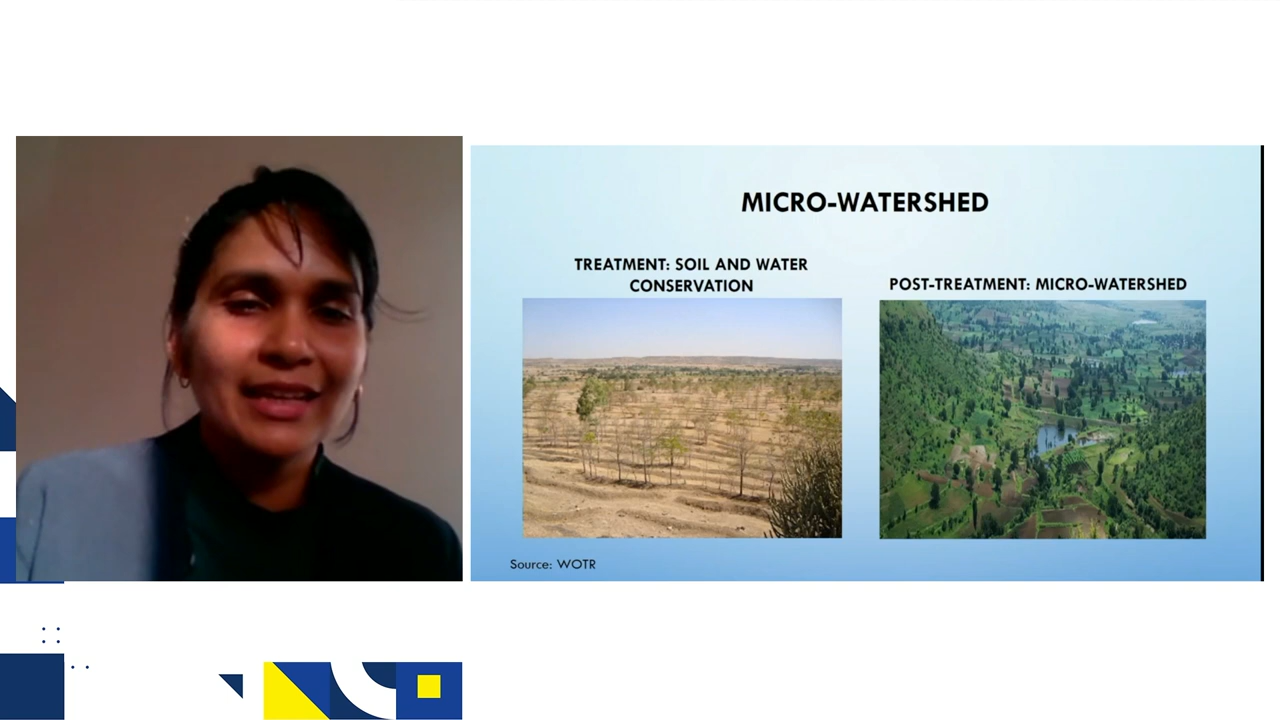 MICRO-WATERSHED
TREATMENT: SOIL AND WATER
CONSERVATION
POST-TREATMENT: MICRO-WATERSHED
Source: WOTR